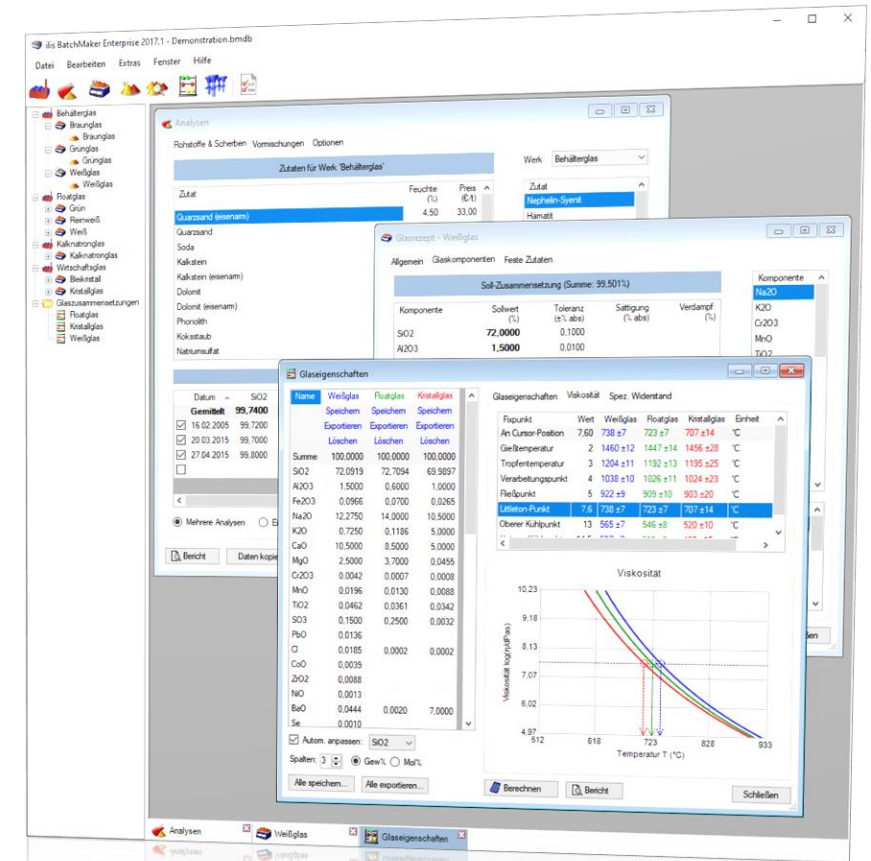 ilis BatchMaker Enterprise 2017.1 - Demonstration.bmdb
Datei Bearbeiten Extras Fenster Hilfe
Behälterglas
Braunglas
Braunglas
Grünglas
Grünglas
Weißglas
Weißglas
Floatglas
Grün
Reinweiß
Weiß
Kalknatronglas
Kalknatronglas
Wirtschaftsglas
Bleikristall
Kristallglas
Glaszusammensetzungen
Floatglas
Kristallglas
Weißglas
Analysen
Rohstoffe & Scherben Vormischungen Optionen
Zutaten für Werk 'Behälterglas'
Werk Behälterglas
Zutat Feuchte (%) Preis (€/t)
Quarzsand (eisenarm) 4,50 33,00
Quarzsand
Soda
Kalkstein
Kalkstein (eisenarm)
Dolomit
Dolomit (eisenarm)
Phonolith
Koksstaub
Natriumsulfat
Zutat
Nephelin-Syenit
Hämatit
Datum SiO2
Gemittelt 99,7400
16.02.2005 99,7200
20.03.2015 99,7000
27.04.2015 99,8000
Mehrere Analysen
Bericht
Glasrezept - Weißglas
Allgemein Glaskomponenten Feste Zutaten
Soll-Zusammensetzung (Summe: 99,501%)
Komponente Sollwert (%) Toleranz (±% abs) Sättigung (% abs) Verdampf (%)
SiO2 72,0000 0,1000
Al2O3 1,5000 0,0100
Komponente
Na2O
K2O
Cr2O3
MnO
TiO2
Glaseigenschaften
Name Weißglas Floatglas Kristallglas
Speichern Speichern Speichern
Exportieren Exportieren Exportieren
Löschen Löschen Löschen
Summe 100,0000 100,0000 100,0000
SiO2 72,0919 72,7094 69,9897
Al2O3 1,5000 0,6000 1,0000
Fe2O3 0,0966 0,0700 0,0265
Na2O 12,2750 14,0000 10,5000
K2O 0,7250 0,1186 5,0000
CaO 10,5000 8,5000 5,0000
MgO 2,5000 3,7000 0,0455
Cr2O3 0,0042 0,0007 0,0008
MnO 0,0196 0,0130 0,0088
TiO2 0,0462 0,0361 0,0342
SO3 0,1500 0,2500 0,0032
PbO 0,0136
Cl 0,0185 0,0002 0,0002
CoO 0,0039
ZrO2 0,0088
NiO 0,0013
BaO 0,0444 0,0020 7,0000
Se 0,0010
Autom. anpassen: SiO2
Spalten: 3 Gew% Mol%
Alle speichern... Alle exportieren...
Glaseigenschaften Viskosität Spez. Widerstand
Fixpunkt Wert Weißglas Floatglas Kristallglas Einheit
An Cursor-Position 7,60 738 ±7 723 ±7 707 ±14 °C
Gießtemperatur 2 1460 ±12 1447 ±14 1456 ±28 °C
Tropfentemperatur 3 1204 ±11 1192 ±13 1195 ±25 °C
Verarbeitungspunkt 4 1038 ±10 1026 ±11 1024 ±23 °C
Fließpunkt 5 922 ±9 909 ±10 903 ±20 °C
Littleton-Punkt 7,6 738 ±7 723 ±7 707 ±14 °C
Oberer Kühlpunkt 13 565 ±7 546 ±8 520 ±10 °C
Viskosität
Viskosität log(η/dPas)
10,23
9,18
8,13
7,07
6,02
4,97
512 618 723 828 933
Temperatur T (°C)
Berechnen Bericht Schließen
Analysen Weißglas Glaseigenschaften